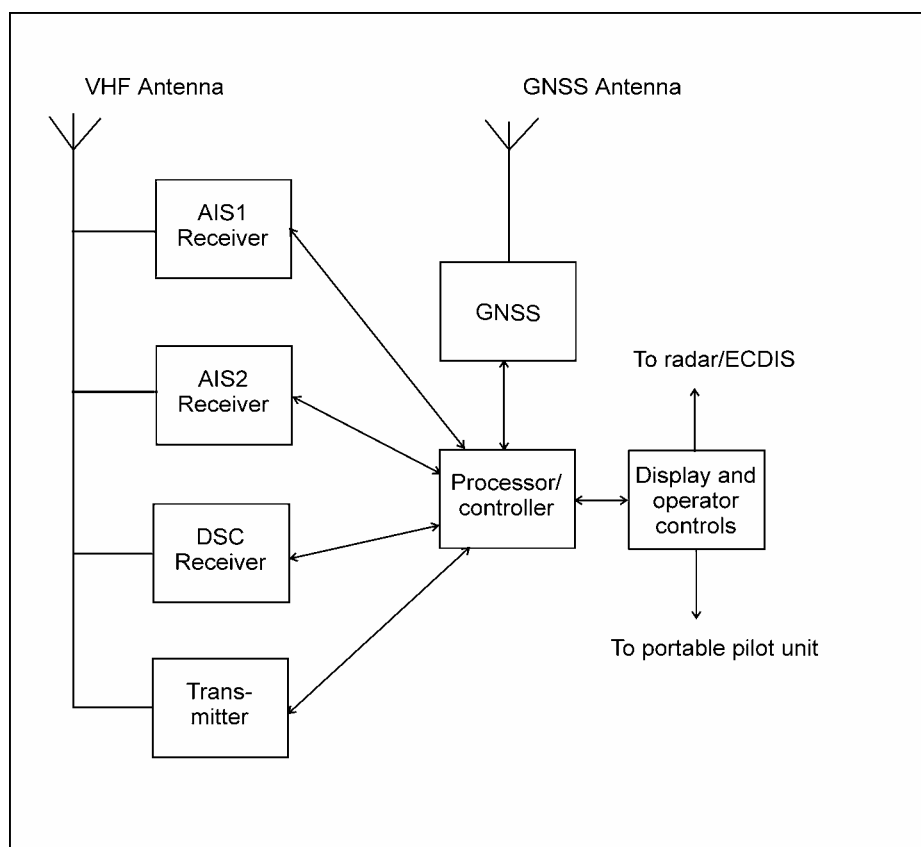 VHF Antenna
GNSS Antenna
AIS1
Receiver
GNSS
To radar/ECDIS
AIS2
Receiver
Processor/
controller
Display and
operator
controls
DSC
Receiver
To portable pilot unit
Trans-
mitter